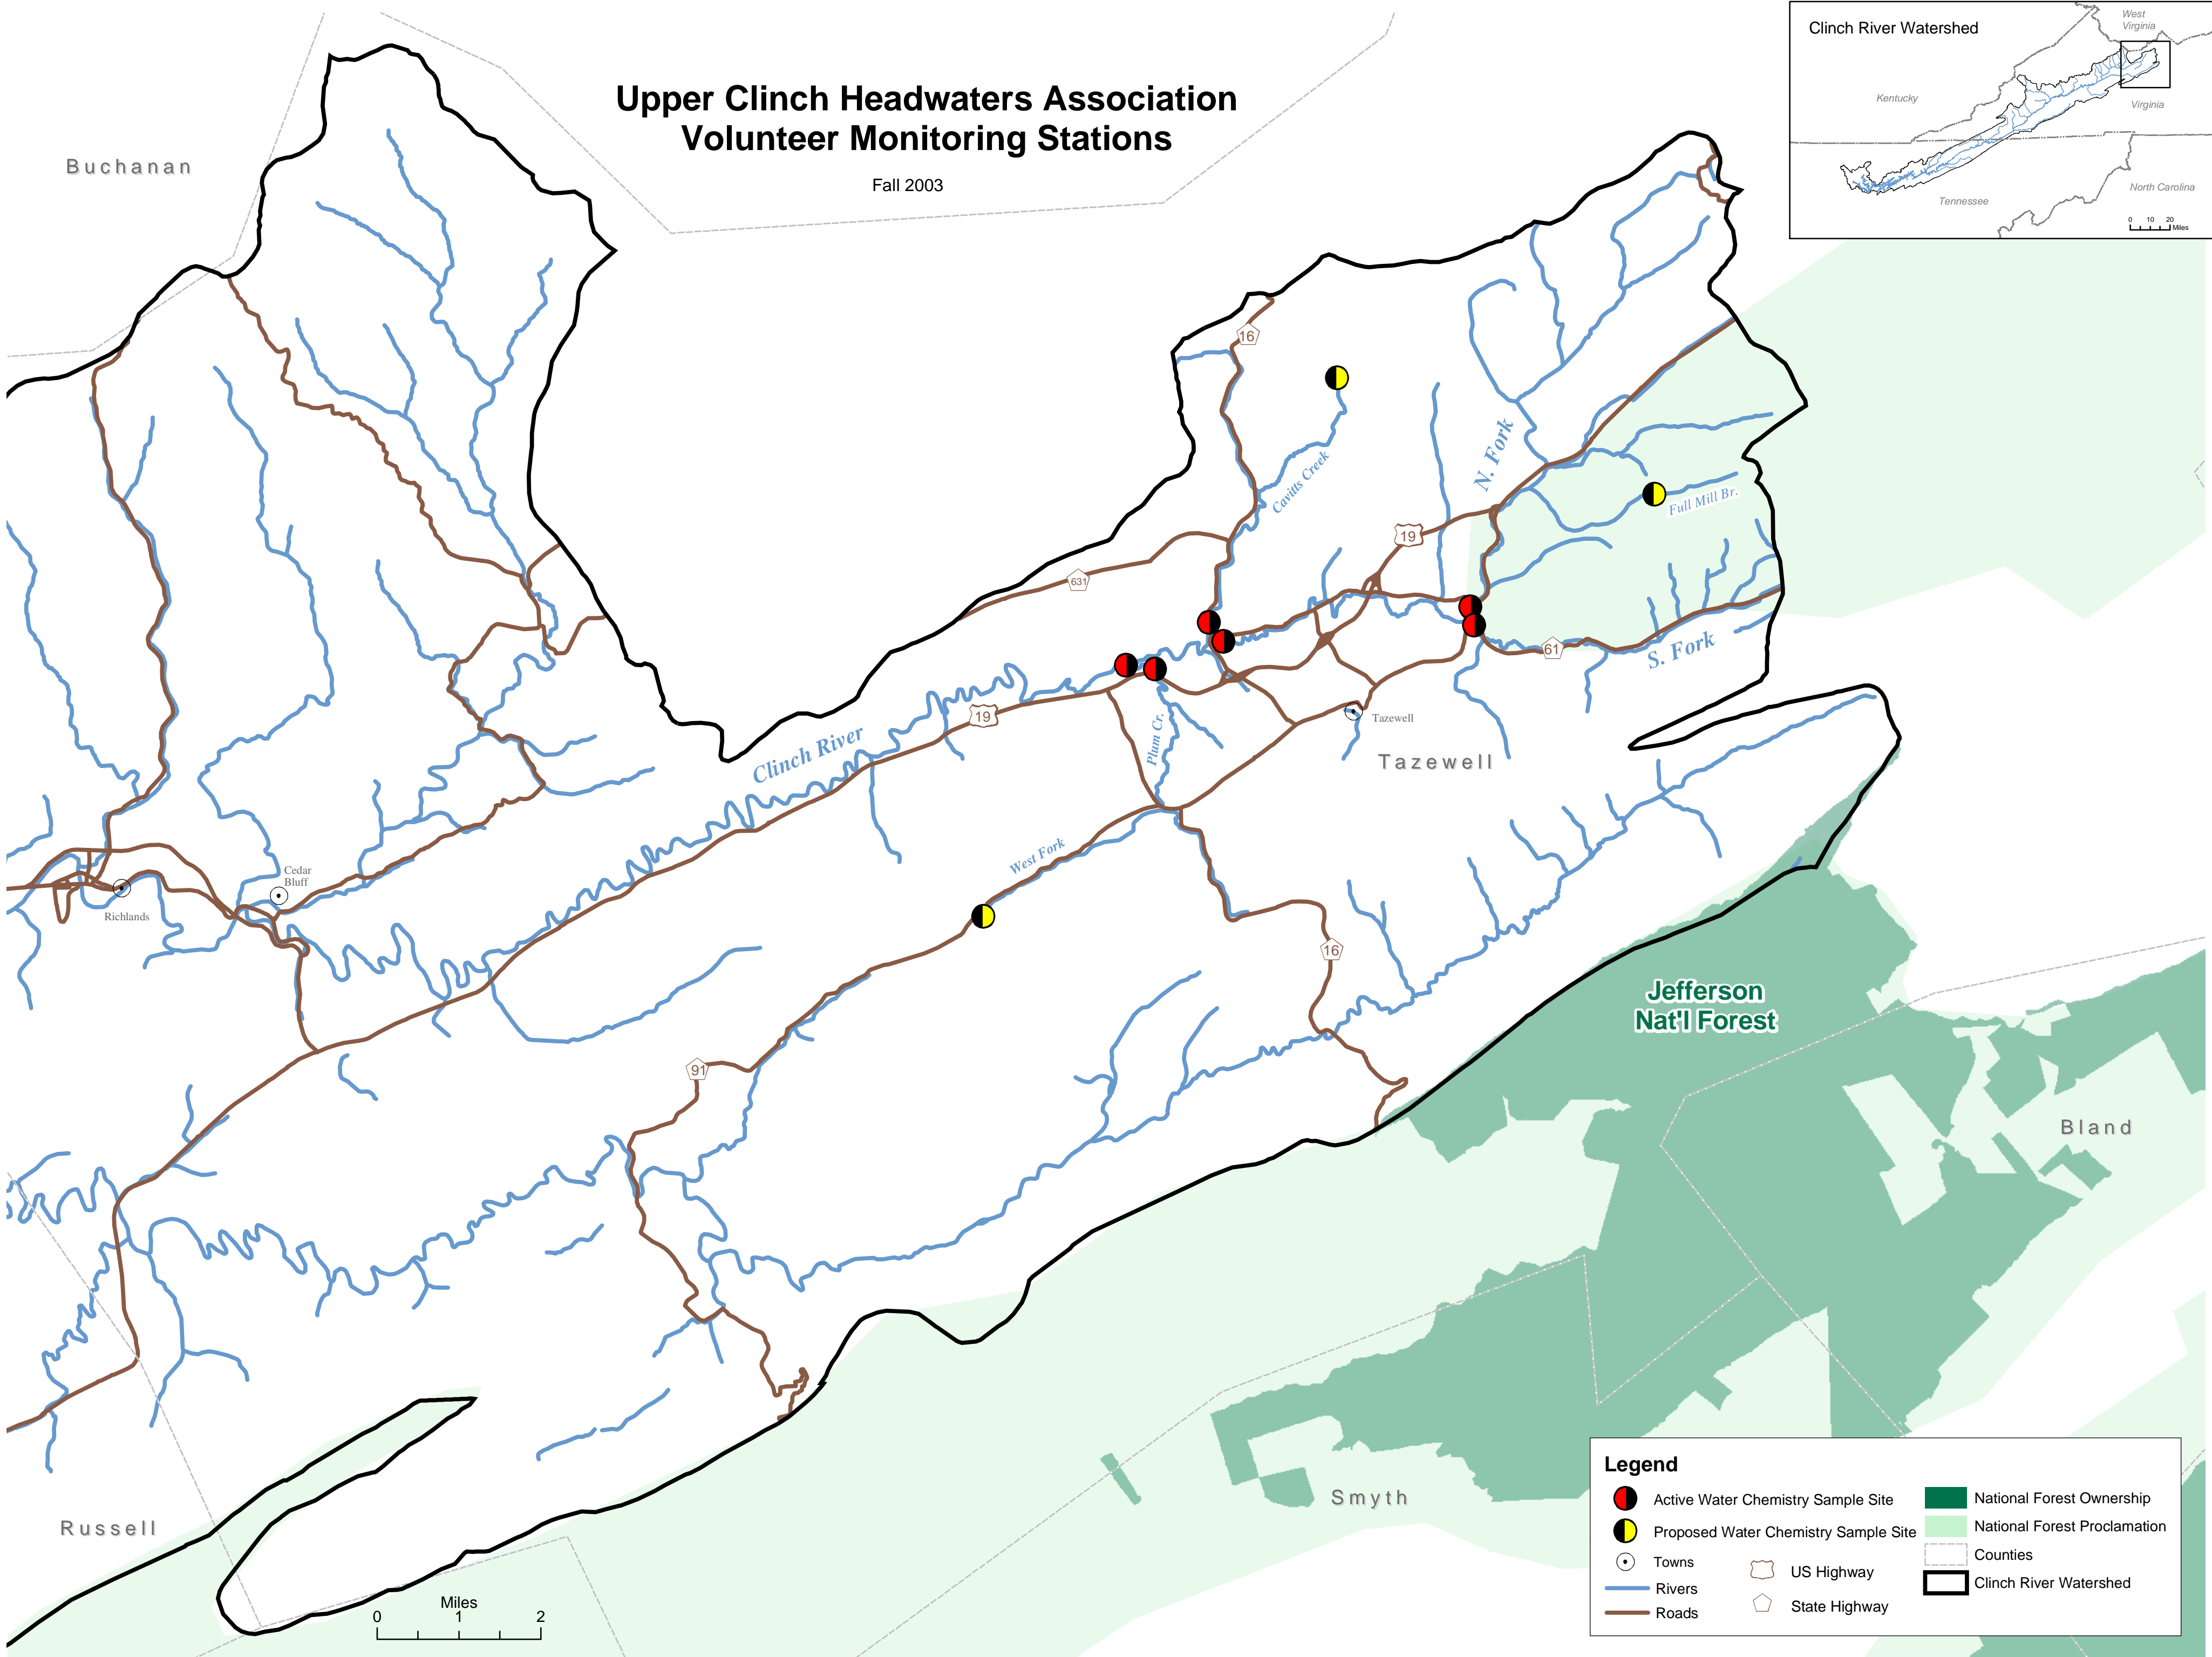 Upper Clinch Headwaters Association
Volunteer Monitoring Stations
Fall 2003
Clinch River Watershed
West
Virginia
Kentucky
Virginia
Tennessee
North Carolina
0 10 20
Miles
Buchanan
16
Cavitts Creek
N. Fork
Full Mill Br.
19
631
61
S. Fork
19
Clinch River
Plum Cr.
Tazewell
Tazewell
West Fork
Cedar
Bluff
Richlands
16
91
Jefferson
Nat'l Forest
Bland
Smyth
Russell
Miles
0 1 2
Legend
Active Water Chemistry Sample Site
Proposed Water Chemistry Sample Site
Towns
Rivers
Roads
US Highway
State Highway
National Forest Ownership
National Forest Proclamation
Counties
Clinch River Watershed